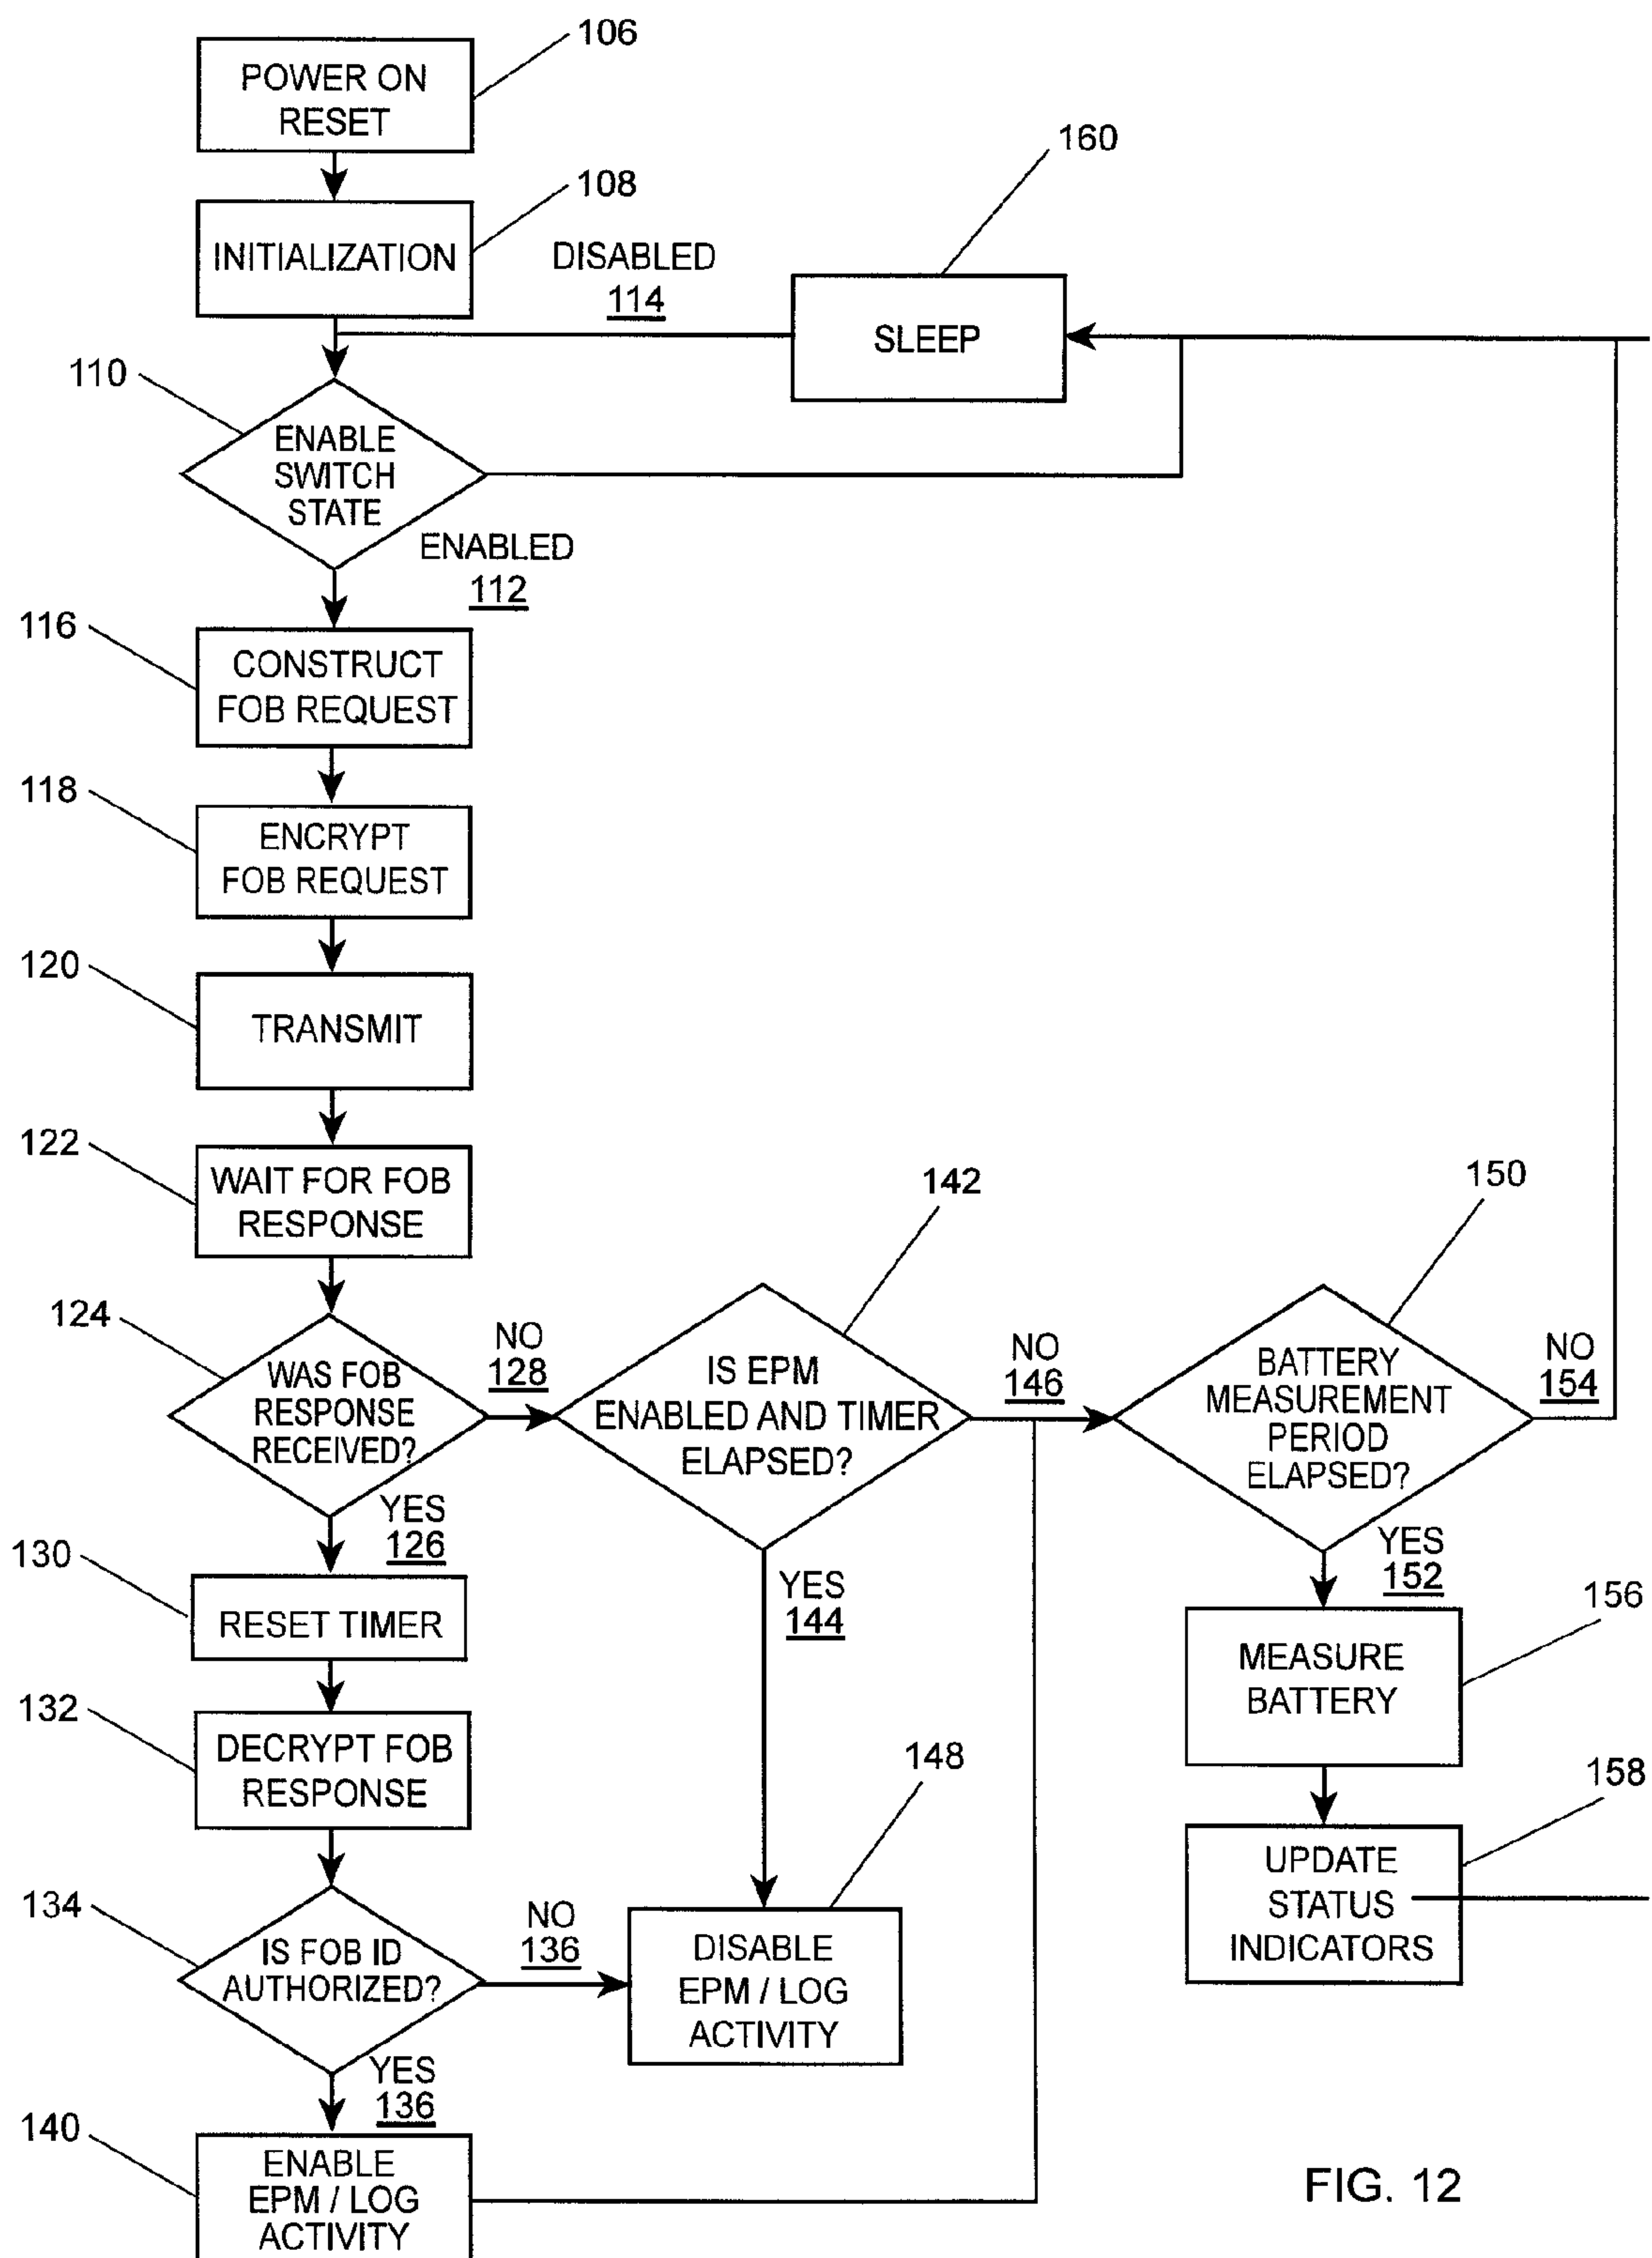 106
POWER ON
RESET
160
108
INITIALIZATION
DISABLED
114
SLEEP
110
ENABLE
SWITCH
STATE
ENABLED
112
116
CONSTRUCT
FOB REQUEST
118
ENCRYPT
FOB REQUEST
120
TRANSMIT
122
WAIT FOR FOB
RESPONSE
142
150
124
WAS FOB
RESPONSE
RECEIVED?
NO
128
IS EPM
ENABLED AND TIMER
ELAPSED?
NO
146
BATTERY
MEASUREMENT
PERIOD
ELAPSED?
NO
154
YES
126
YES
144
YES
152
130
RESET TIMER
156
MEASURE
BATTERY
132
DECRYPT FOB
RESPONSE
148
158
UPDATE
STATUS
INDICATORS
134
IS FOB ID
AUTHORIZED?
NO
136
DISABLE
EPM / LOG
ACTIVITY
YES
136
140
ENABLE
EPM / LOG
ACTIVITY
FIG. 12